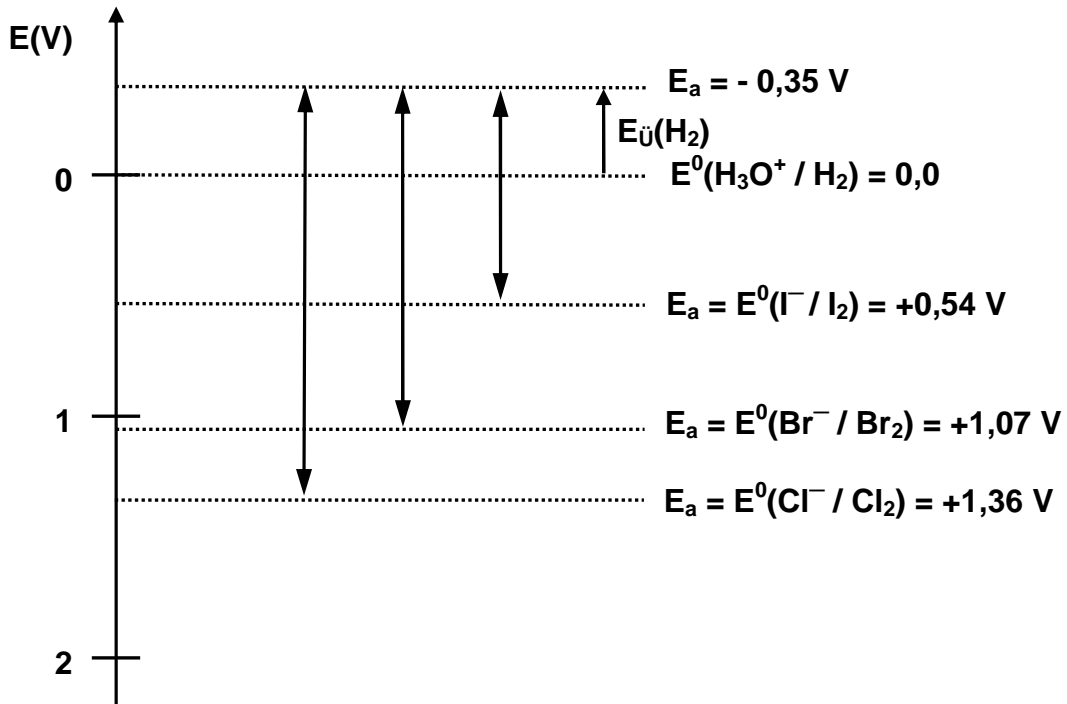 E(V)
Eₐ = - 0,35 V
E_Ü(H₂)
0
E⁰(H₃O⁺ / H₂) = 0,0
Eₐ = E⁰(I⁻ / I₂) = +0,54 V
1
Eₐ = E⁰(Br⁻ / Br₂) = +1,07 V
Eₐ = E⁰(Cl⁻ / Cl₂) = +1,36 V
2